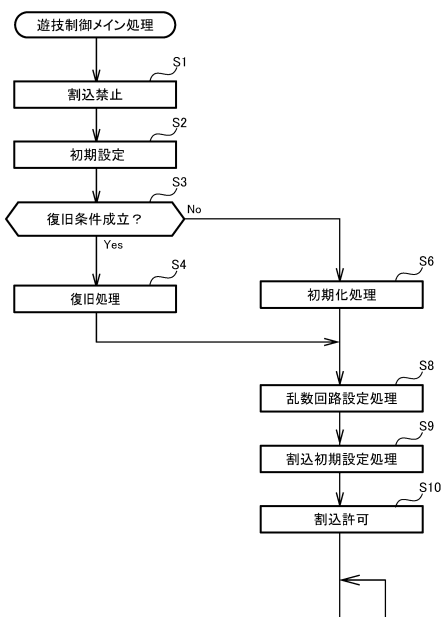 遊技制御メイン処理
S1
割込禁止
S2
初期設定
S3
復旧条件成立？
No
Yes
S4
復旧処理
S6
初期化処理
S8
乱数回路設定処理
S9
割込初期設定処理
S10
割込許可